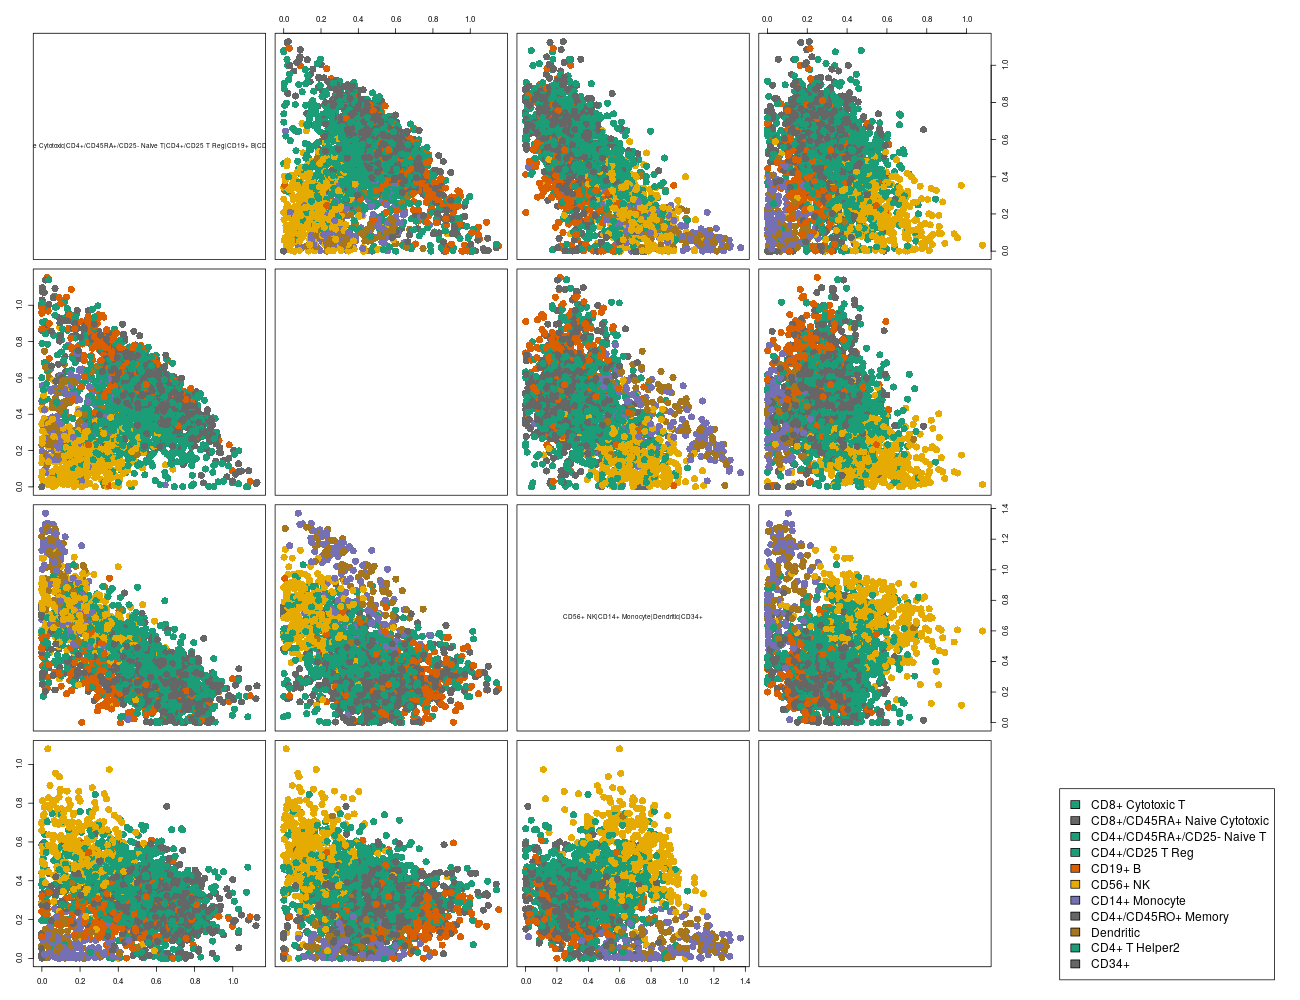 0.0 0.2 0.4 0.6 0.8 1.0
0.0 0.2 0.4 0.6 0.8 1.0
e Cytotoxic|CD4+/CD45RA+/CD25- Naive T|CD4+/CD25 T Reg|CD19+ B|CD
1.0
0.8
0.6
0.4
0.2
0.0
1.0
0.8
0.6
0.4
0.2
0.0
CD56+ NK|CD14+ Monocyte|Dendritic|CD34+
1.4
1.2
1.0
0.8
0.6
0.4
0.2
0.0
1.0
0.8
0.6
0.4
0.2
0.0
0.0 0.2 0.4 0.6 0.8 1.0
0.0 0.2 0.4 0.6 0.8 1.0 1.2 1.4
CD8+ Cytotoxic T
CD8+/CD45RA+ Naive Cytotoxic
CD4+/CD45RA+/CD25- Naive T
CD4+/CD25 T Reg
CD19+ B
CD56+ NK
CD14+ Monocyte
CD4+/CD45RO+ Memory
Dendritic
CD4+ T Helper2
CD34+